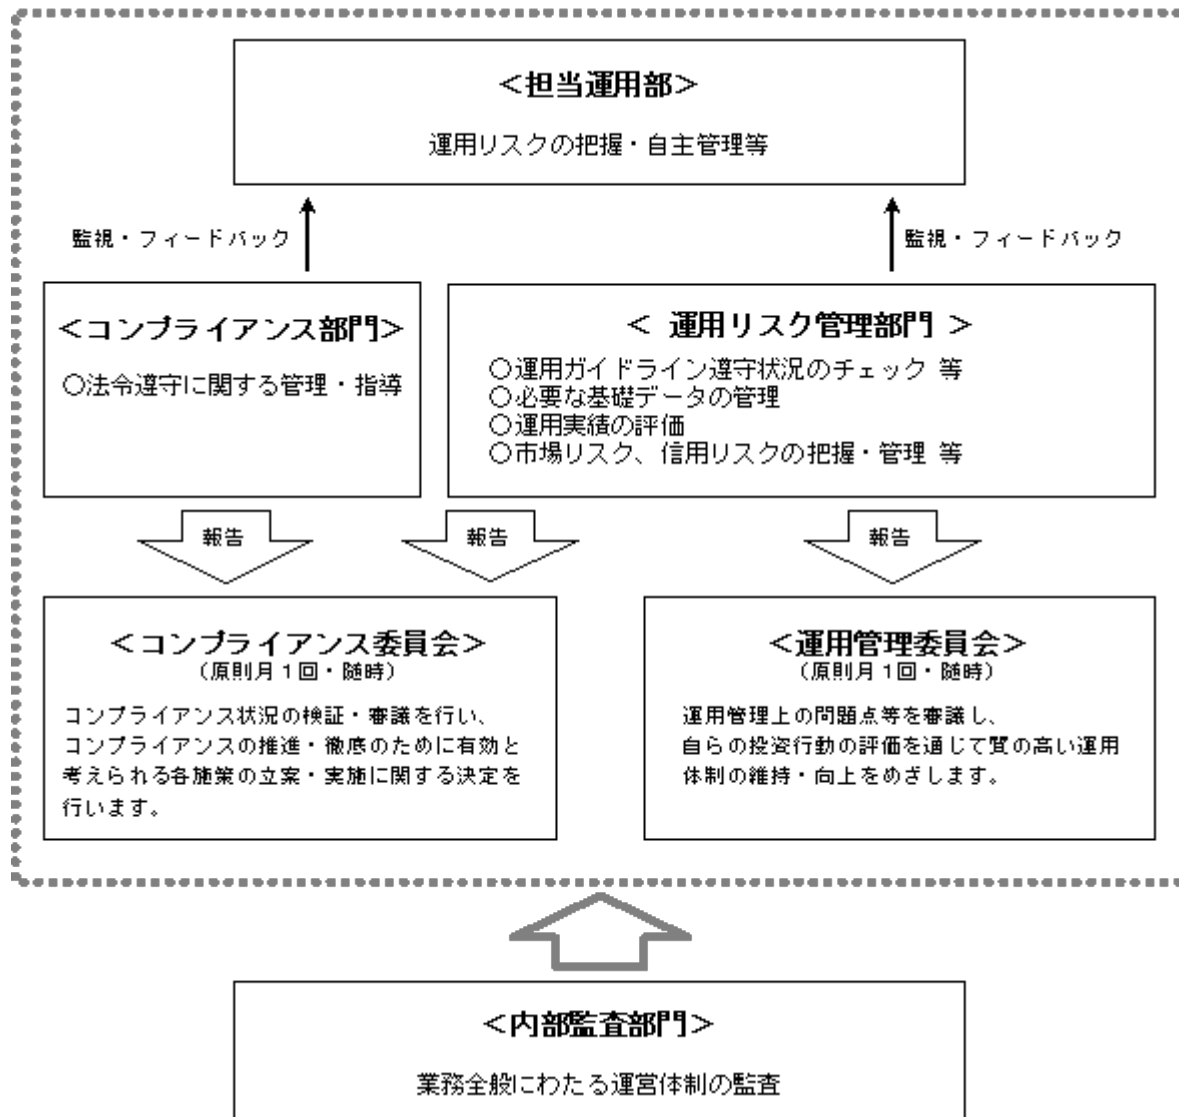 ＜担当運用部＞
運用リスクの把握・自主管理等
監視・フィードバック
監視・フィードバック
＜コンプライアンス部門＞
○法令遵守に関する管理・指導
＜ 運用リスク管理部門 ＞
○運用ガイドライン遵守状況のチェック 等
○必要な基礎データの管理
○運用実績の評価
○市場リスク、信用リスクの把握・管理 等
報告
報告
報告
＜コンプライアンス委員会＞
（原則月１回・随時）
コンプライアンス状況の検証・審議を行い、
コンプライアンスの推進・徹底のために有効と
考えられる各施策の立案・実施に関する決定を
行います。
＜運用管理委員会＞
（原則月１回・随時）
運用管理上の問題点等を審議し、
自らの投資行動の評価を通じて質の高い運用
体制の維持・向上をめざします。
＜内部監査部門＞
業務全般にわたる運営体制の監査